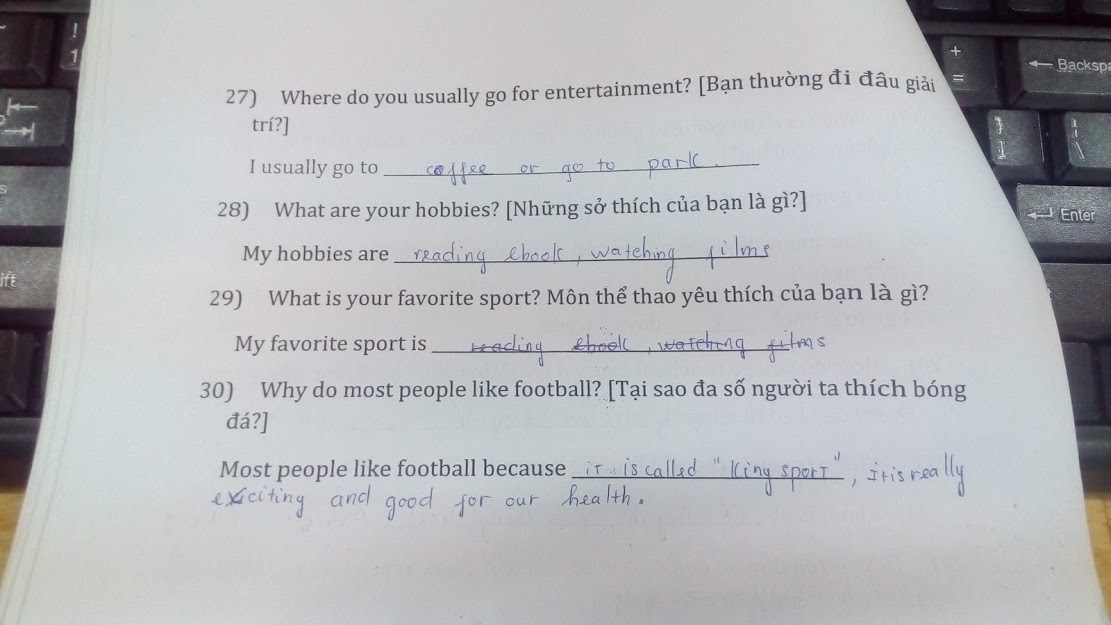 27) Where do you usually go for entertainment? [Bạn thường đi đâu giải
trí?]
I usually go to coffee or go to park.
28) What are your hobbies? [Những sở thích của bạn là gì?]
My hobbies are reading ebook, watching films
29) What is your favorite sport? Môn thể thao yêu thích của bạn là gì?
My favorite sport is reading ebook, watching films
30) Why do most people like football? [Tại sao đa số người ta thích bóng
đá?]
Most people like football because it is called "King sport", it is really
exciting and good for our health.
!
1
+
=
← Backspa
}
]
|
\
Enter
ift